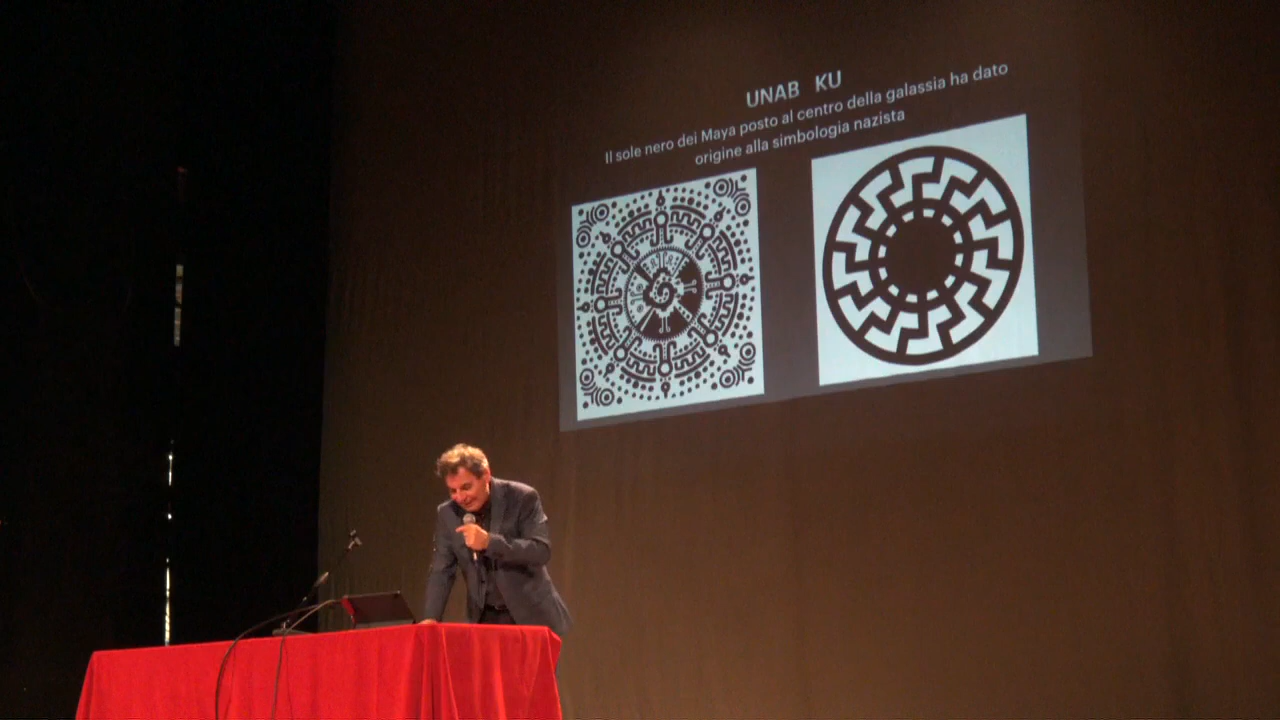 UNAB KU
Il sole nero dei Maya posto al centro della galassia ha dato
origine alla simbologia nazista